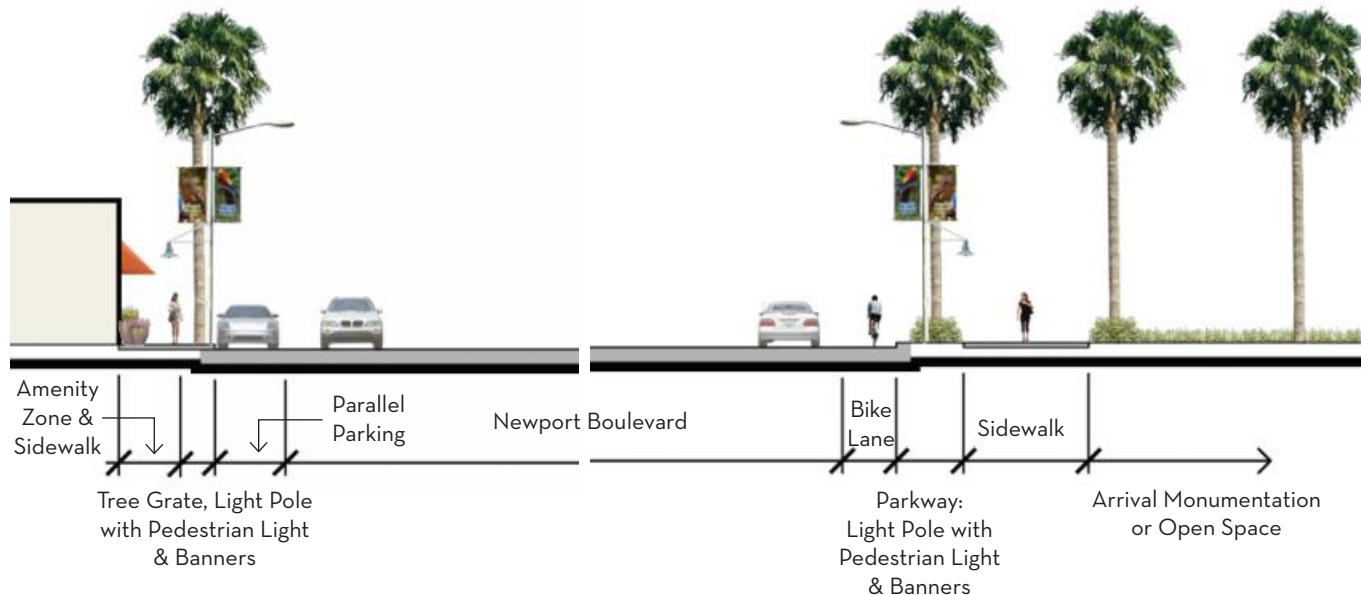 Amenity
Zone &
Sidewalk
Parallel
Parking
Newport Boulevard
Bike
Lane
Sidewalk
Tree Grate, Light Pole
with Pedestrian Light
& Banners
Parkway:
Light Pole with
Pedestrian Light
& Banners
Arrival Monumentation
or Open Space